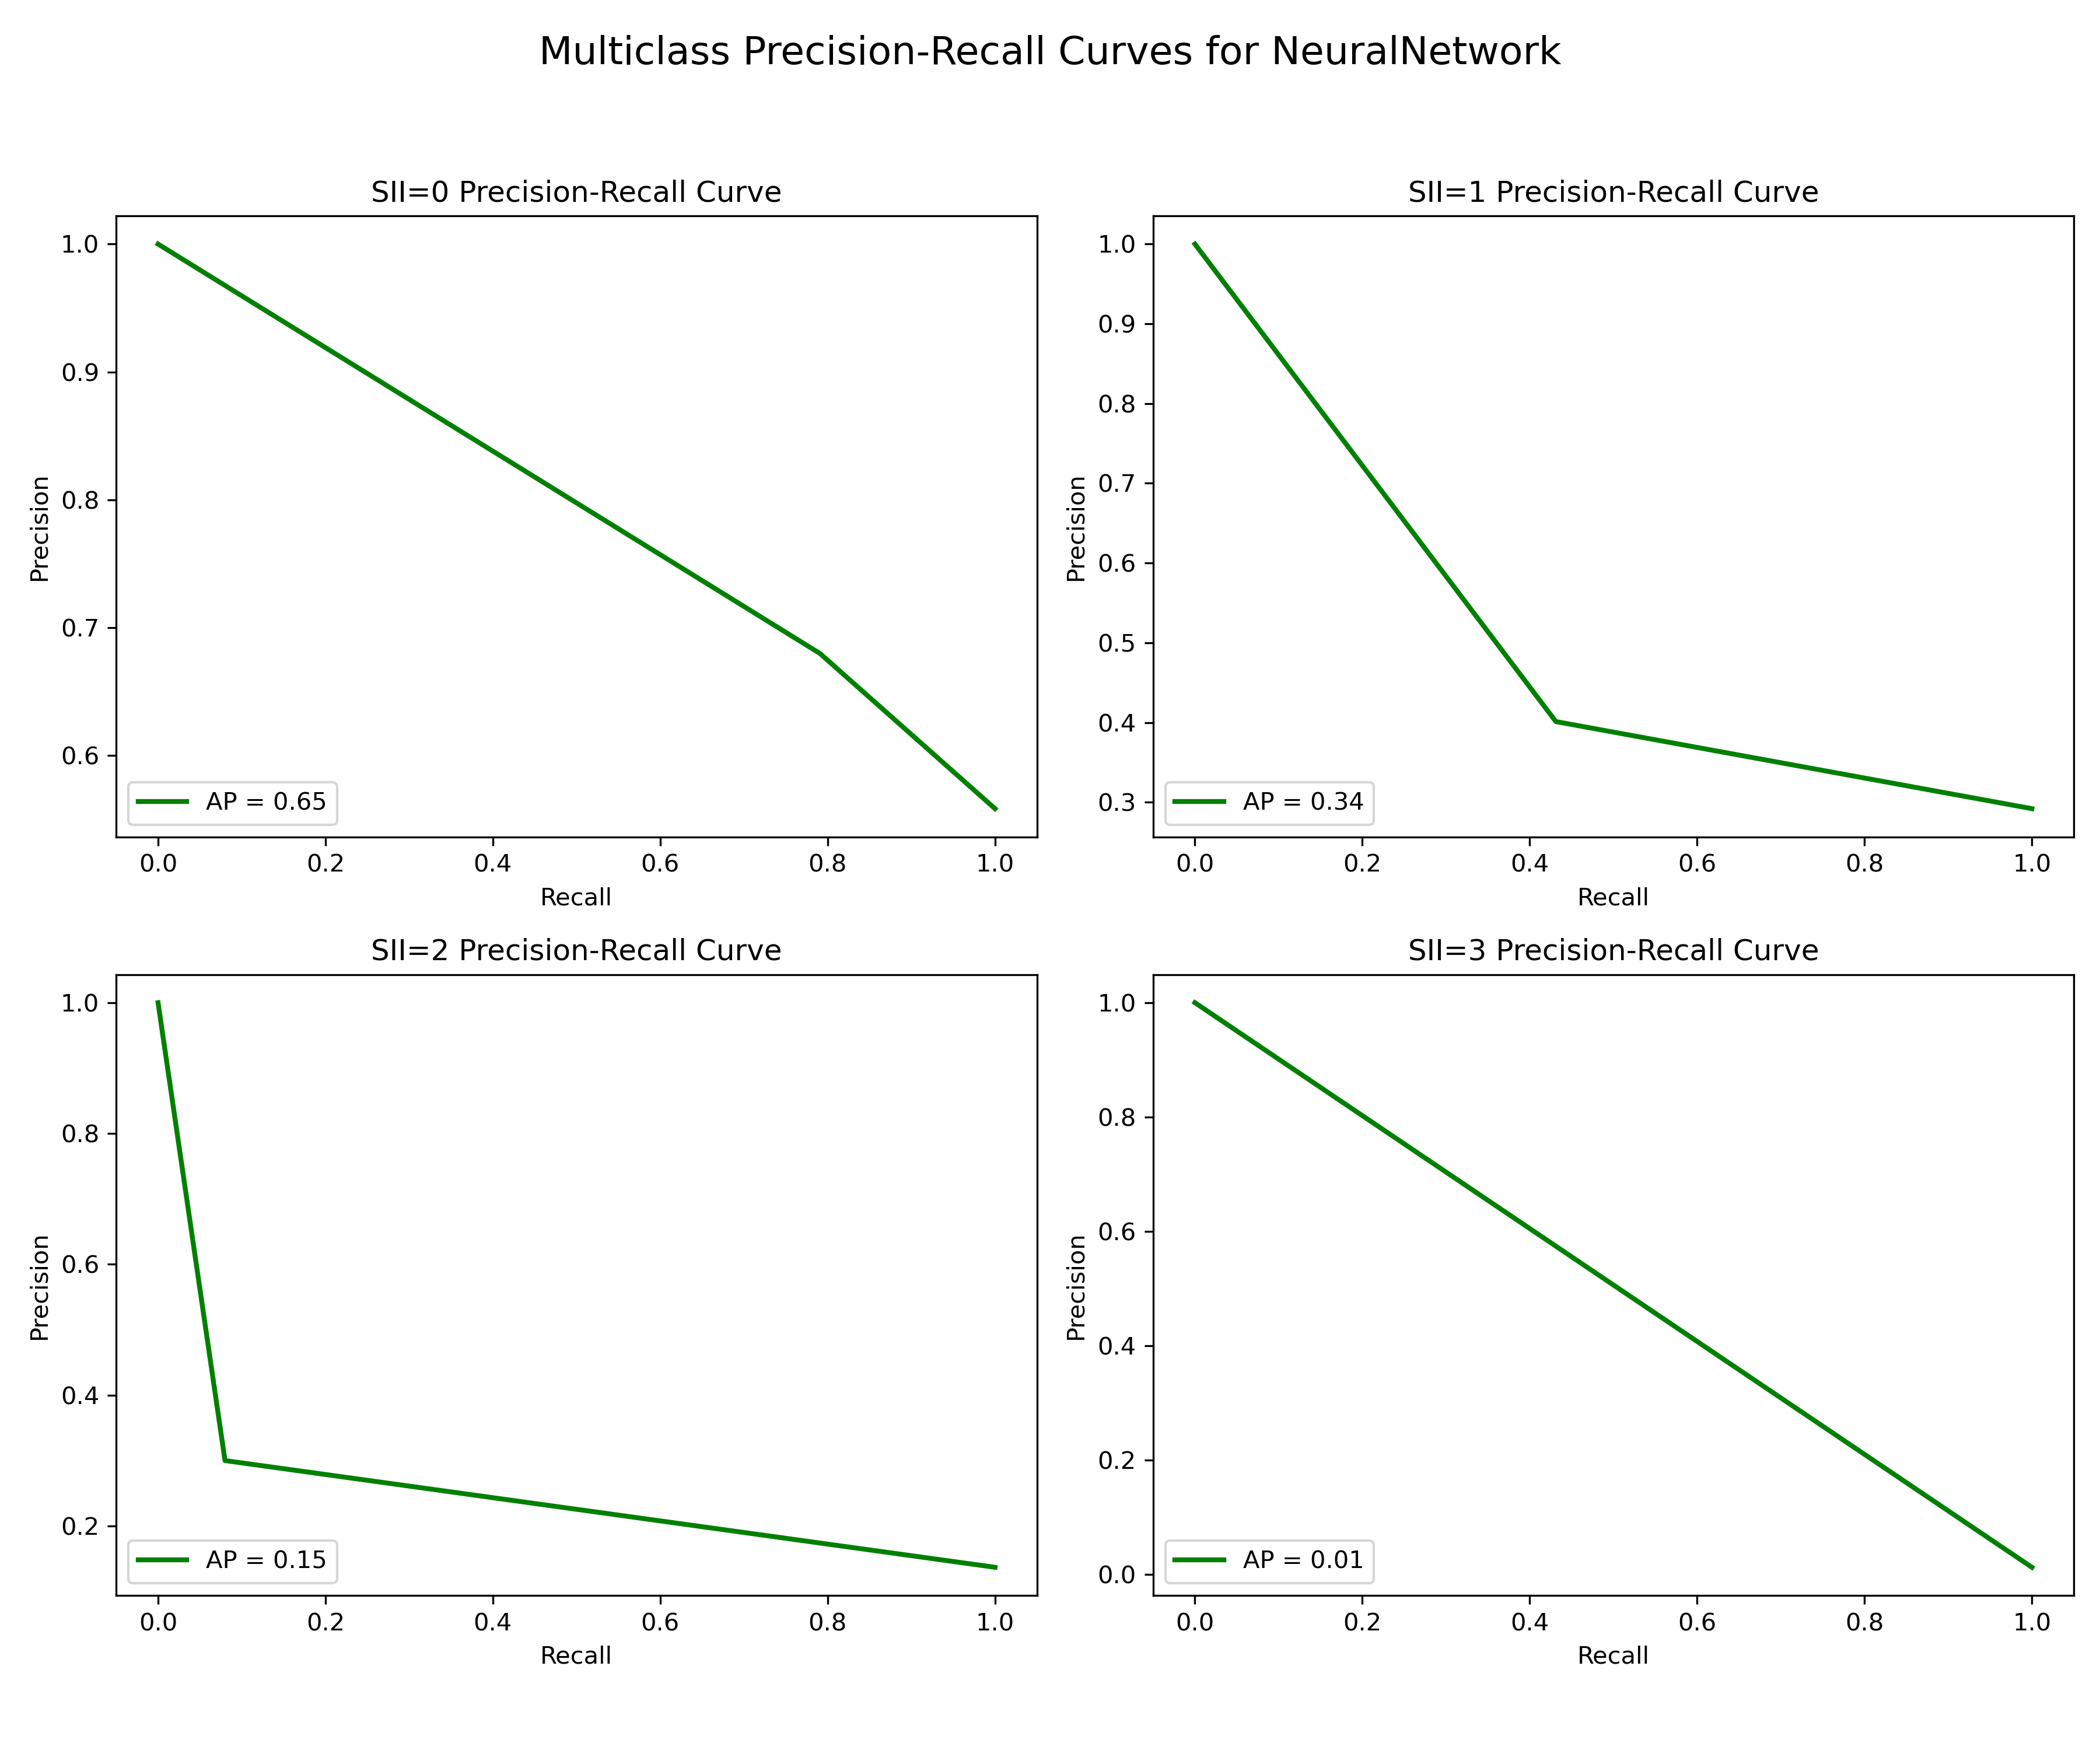 Multiclass Precision-Recall Curves for NeuralNetwork
SII=0 Precision-Recall Curve
1.0
0.9
0.8
0.7
0.6
Precision
AP = 0.65
0.0 0.2 0.4 0.6 0.8 1.0
Recall
SII=1 Precision-Recall Curve
1.0
0.9
0.8
0.7
0.6
0.5
0.4
0.3
Precision
AP = 0.34
0.0 0.2 0.4 0.6 0.8 1.0
Recall
SII=2 Precision-Recall Curve
1.0
0.8
0.6
0.4
0.2
Precision
AP = 0.15
0.0 0.2 0.4 0.6 0.8 1.0
Recall
SII=3 Precision-Recall Curve
1.0
0.8
0.6
0.4
0.2
0.0
Precision
AP = 0.01
0.0 0.2 0.4 0.6 0.8 1.0
Recall